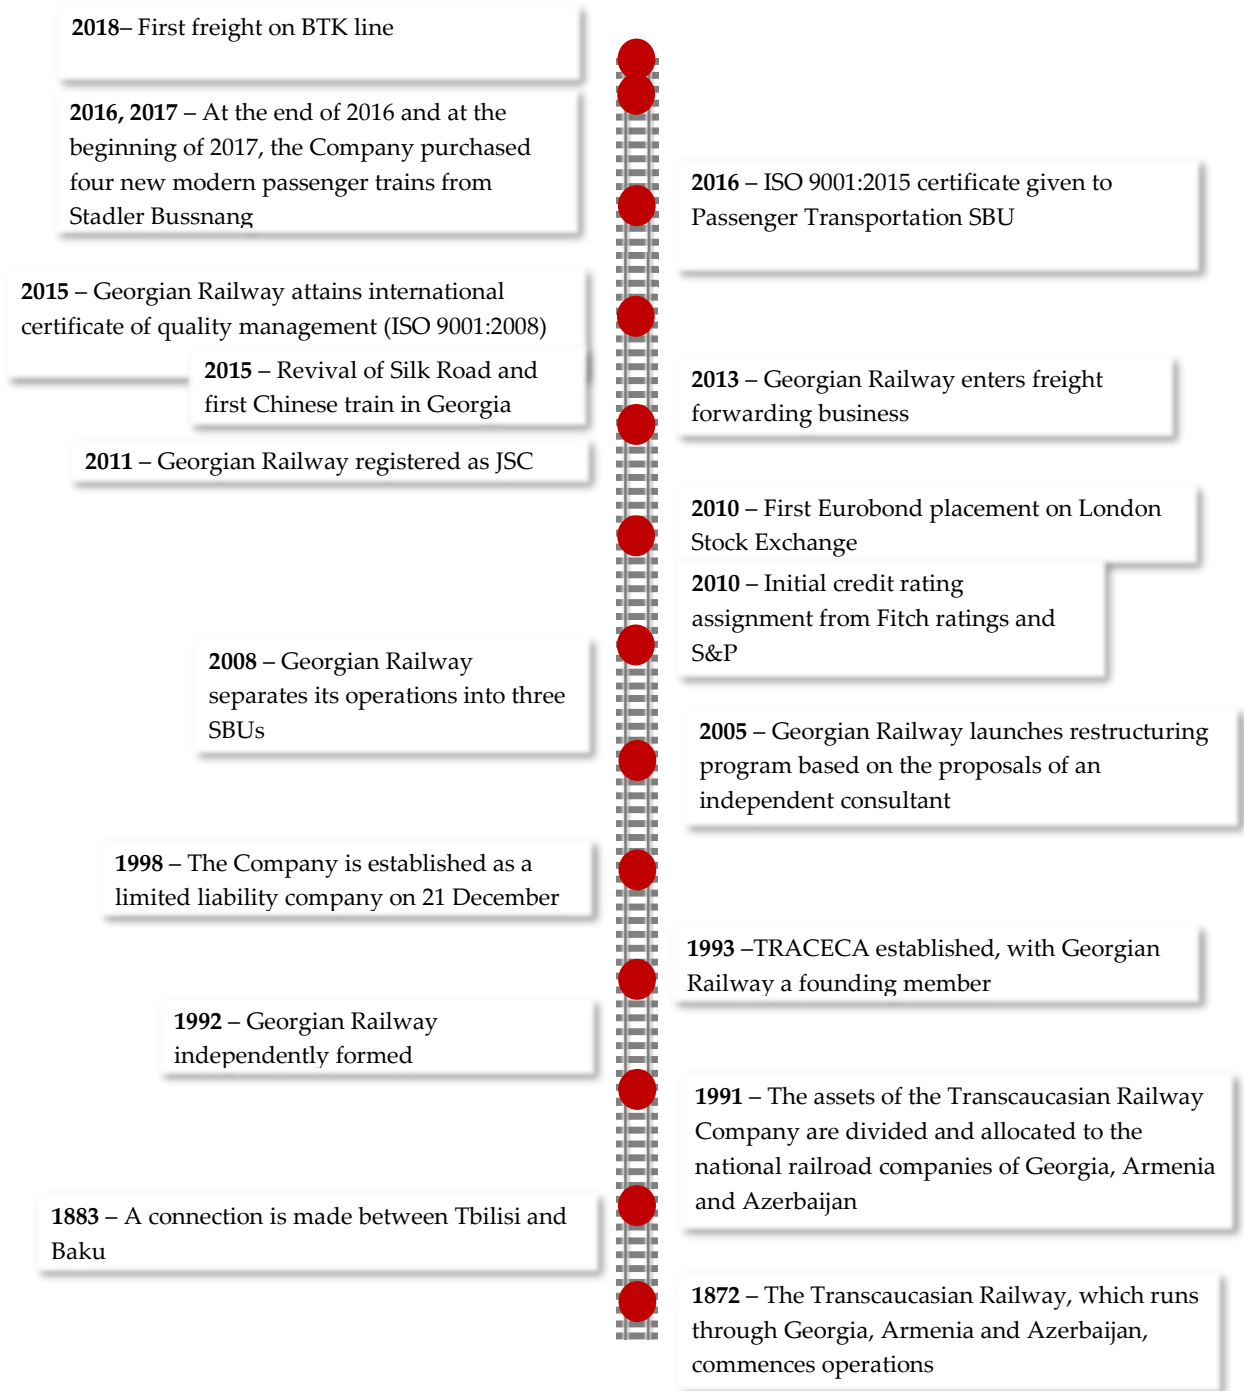 2018– First freight on BTK line
2016, 2017 – At the end of 2016 and at the
beginning of 2017, the Company purchased
four new modern passenger trains from
Stadler Bussnang
2016 – ISO 9001:2015 certificate given to
Passenger Transportation SBU
2015 – Georgian Railway attains international
certificate of quality management (ISO 9001:2008)
2015 – Revival of Silk Road and
first Chinese train in Georgia
2013 – Georgian Railway enters freight
forwarding business
2011 – Georgian Railway registered as JSC
2010 – First Eurobond placement on London
Stock Exchange
2010 – Initial credit rating
assignment from Fitch ratings and
S&P
2008 – Georgian Railway
separates its operations into three
SBUs
2005 – Georgian Railway launches restructuring
program based on the proposals of an
independent consultant
1998 – The Company is established as a
limited liability company on 21 December
1993 –TRACECA established, with Georgian
Railway a founding member
1992 – Georgian Railway
independently formed
1991 – The assets of the Transcaucasian Railway
Company are divided and allocated to the
national railroad companies of Georgia, Armenia
and Azerbaijan
1883 – A connection is made between Tbilisi and
Baku
1872 – The Transcaucasian Railway, which runs
through Georgia, Armenia and Azerbaijan,
commences operations